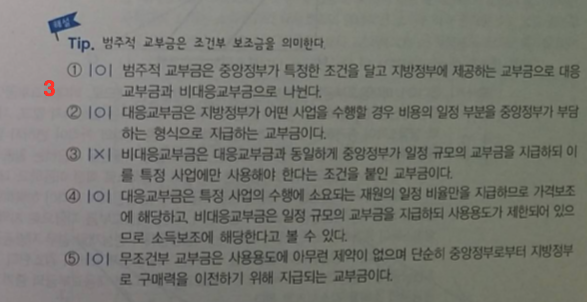 해설
Tip. 범주적 교부금은 조건부 보조금을 의미한다.
① |O| 범주적 교부금은 중앙정부가 특정한 조건을 달고 지방정부에 제공하는 교부금으로 대응
3
교부금과 비대응교부금으로 나뉜다.
② |O| 대응교부금은 지방정부가 어떤 사업을 수행할 경우 비용의 일정 부분을 중앙정부가 부담
하는 형식으로 지급하는 교부금이다.
③ |X| 비대응교부금은 대응교부금과 동일하게 중앙정부가 일정 규모의 교부금을 지급하되 이
를 특정 사업에만 사용해야 한다는 조건을 붙인 교부금이다.
④ |O| 대응교부금은 특정 사업의 수행에 소요되는 재원의 일정 비율만을 지급하므로 가격보조
에 해당하고, 비대응교부금은 일정 규모의 교부금을 지급하되 사용용도가 제한되어 있으
므로 소득보조에 해당한다고 볼 수 있다.
⑤ |O| 무조건부 교부금은 사용용도에 아무런 제약이 없으며 단순히 중앙정부로부터 지방정부
로 구매력을 이전하기 위해 지급되는 교부금이다.